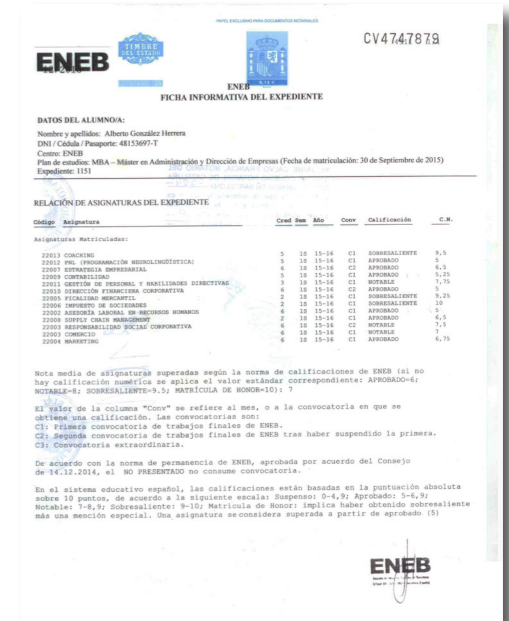 PAPEL EXCLUSIVO PARA DOCUMENTOS NOTARIALES
TIMBRE
DEL ESTADO
CV4747879
ENEB
ENEB
FICHA INFORMATIVA DEL EXPEDIENTE
DATOS DEL ALUMNO/A:
Nombre y apellidos: Alberto González Herrera
DNI / Cédula / Pasaporte: 48153697-T
Centro: ENEB
Plan de estudios: MBA – Máster en Administración y Dirección de Empresas (Fecha de matriculación: 30 de Septiembre de 2015)
Expediente: 1151
RELACIÓN DE ASIGNATURAS DEL EXPEDIENTE
Código Asignatura Cred Sem Año Conv Calificación C.N.
Asignaturas Matriculadas:
22013 COACHING 5 18 15-16 C1 SOBRESALIENTE 9,5
22012 PNL (PROGRAMACIÓN NEUROLINGÜÍSTICA) 5 18 15-16 C1 APROBADO 5
22007 ESTRATEGIA EMPRESARIAL 6 18 15-16 C2 APROBADO 6,5
22009 CONTABILIDAD 5 18 15-16 C1 APROBADO 5,25
22011 GESTIÓN DE PERSONAL Y HABILIDADES DIRECTIVAS 3 18 15-16 C1 NOTABLE 7,75
22010 DIRECCIÓN FINANCIERA CORPORATIVA 6 18 15-16 C2 APROBADO 5
22005 FICALIDAD MERCANTIL 2 18 15-16 C1 SOBRESALIENTE 9,25
22006 IMPUESTO DE SOCIEDADES 2 18 15-16 C1 SOBRESALIENTE 10
22002 ASESORÍA LABORAL EN RECURSOS HUMANOS 6 18 15-16 C1 APROBADO 5
22008 SUPPLY CHAIN MANAGEMENT 2 18 15-16 C1 APROBADO 6,5
22003 RESPONSABILIDAD SOCIAL CORPORATIVA 6 18 15-16 C2 NOTABLE 7,5
22003 COMERCIO 6 18 15-16 C1 NOTABLE 7
22004 MARKETING 6 18 15-16 C1 APROBADO 6,75
Nota media de asignaturas superadas según la norma de calificaciones de ENEB (si no
hay calificación numérica se aplica el valor estándar correspondiente: APROBADO=6;
NOTABLE=8; SOBRESALIENTE=9.5; MATRÍCULA DE HONOR=10): 7
El valor de la columna "Conv" se refiere al mes, o a la convocatoria en que se
obtiene una calificación. Las convocatorias son:
C1: Primera convocatoria de trabajos finales de ENEB.
C2: Segunda convocatoria de trabajos finales de ENEB tras haber suspendido la primera.
C3: Convocatoria extraordinaria.
De acuerdo con la norma de permanencia de ENEB, aprobada por acuerdo del Consejo
de 14.12.2014, el NO PRESENTADO no consume convocatoria.
En el sistema educativo español, las calificaciones están basadas en la puntuación absoluta
sobre 10 puntos, de acuerdo a la siguiente escala: Suspenso: 0-4,9; Aprobado: 5-6,9;
Notable: 7-8,9; Sobresaliente: 9-10; Matricula de Honor: implica haber obtenido sobresaliente
más una mención especial. Una asignatura se considera superada a partir de aprobado (5)
ENEB